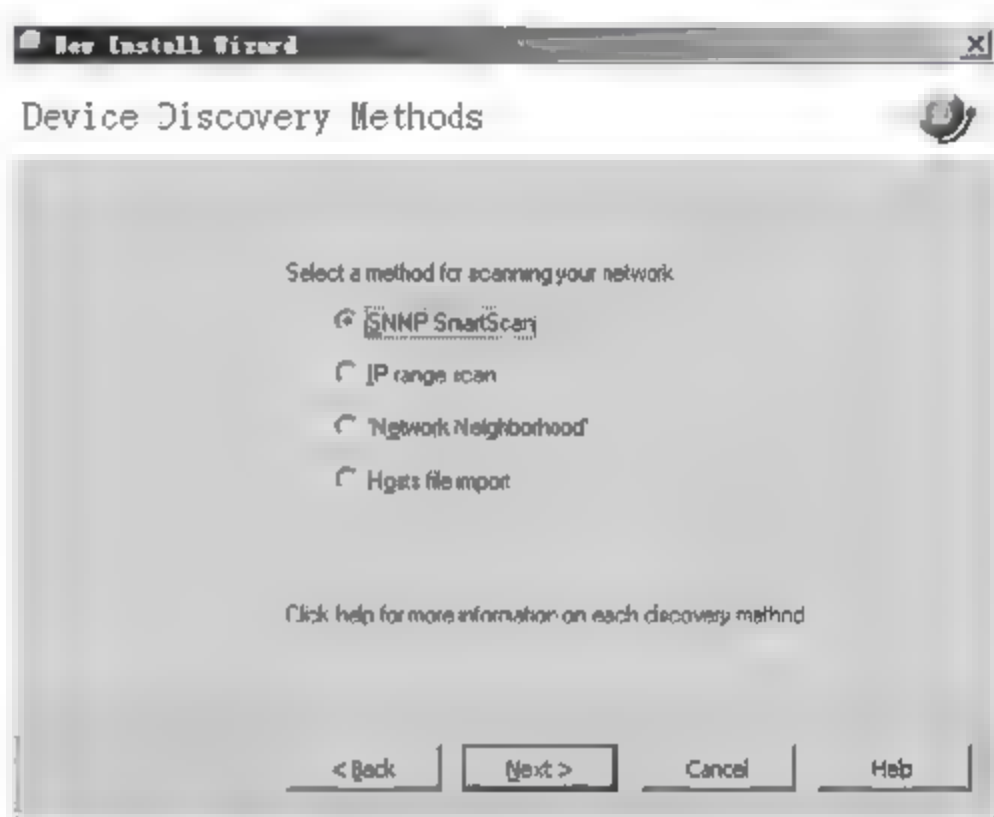 New Install Wizard
Device Discovery Methods
Select a method for scanning your network
SNMP SmartScan
IP range scan
'Network Neighborhood'
Hosts file import
Click help for more information on each discovery method
< Back
Next >
Cancel
Help